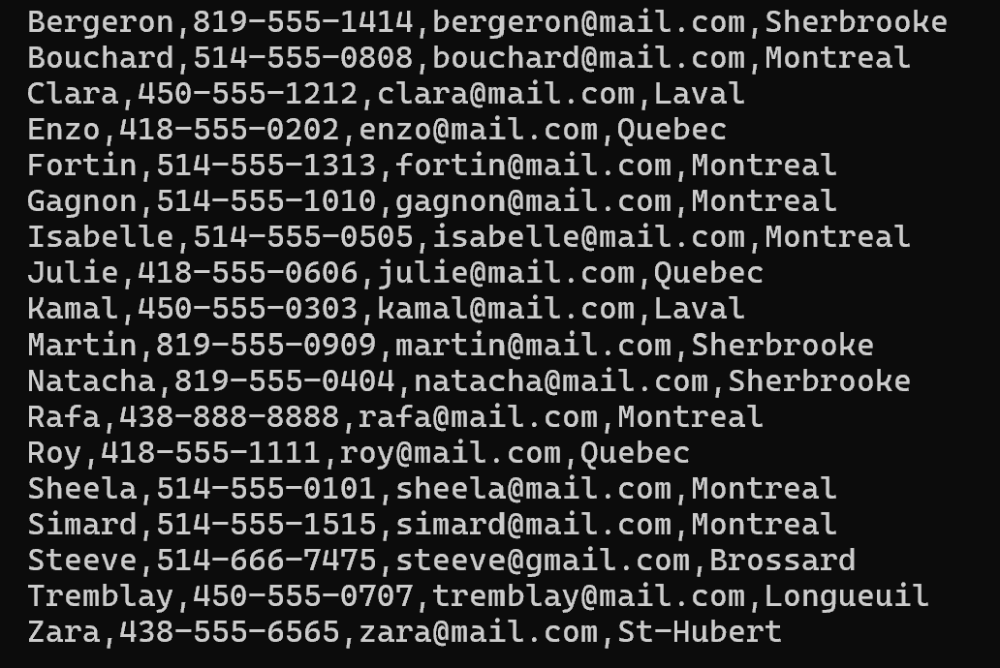 Bergeron,819-555-1414,bergeron@mail.com,Sherbrooke
Bouchard,514-555-0808,bouchard@mail.com,Montreal
Clara,450-555-1212,clara@mail.com,Laval
Enzo,418-555-0202,enzo@mail.com,Quebec
Fortin,514-555-1313,fortin@mail.com,Montreal
Gagnon,514-555-1010,gagnon@mail.com,Montreal
Isabelle,514-555-0505,isabelle@mail.com,Montreal
Julie,418-555-0606,julie@mail.com,Quebec
Kamal,450-555-0303,kamal@mail.com,Laval
Martin,819-555-0909,martin@mail.com,Sherbrooke
Natacha,819-555-0404,natacha@mail.com,Sherbrooke
Rafa,438-888-8888,rafa@mail.com,Montreal
Roy,418-555-1111,roy@mail.com,Quebec
Sheela,514-555-0101,sheela@mail.com,Montreal
Simard,514-555-1515,simard@mail.com,Montreal
Steeve,514-666-7475,steeve@gmail.com,Brossard
Tremblay,450-555-0707,tremblay@mail.com,Longueuil
Zara,438-555-6565,zara@mail.com,St-Hubert